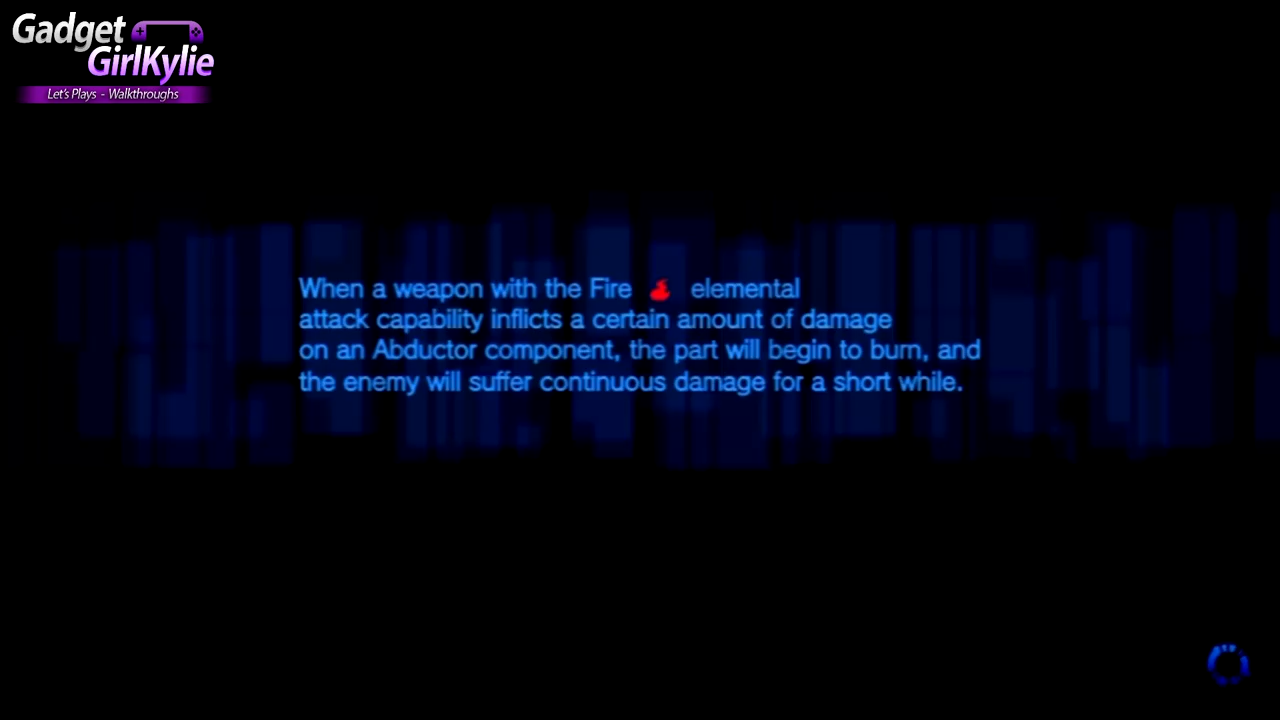 Gadget
GirlKylie
Let's Plays - Walkthroughs
When a weapon with the Fire elemental
attack capability inflicts a certain amount of damage
on an Abductor component, the part will begin to burn, and
the enemy will suffer continuous damage for a short while.